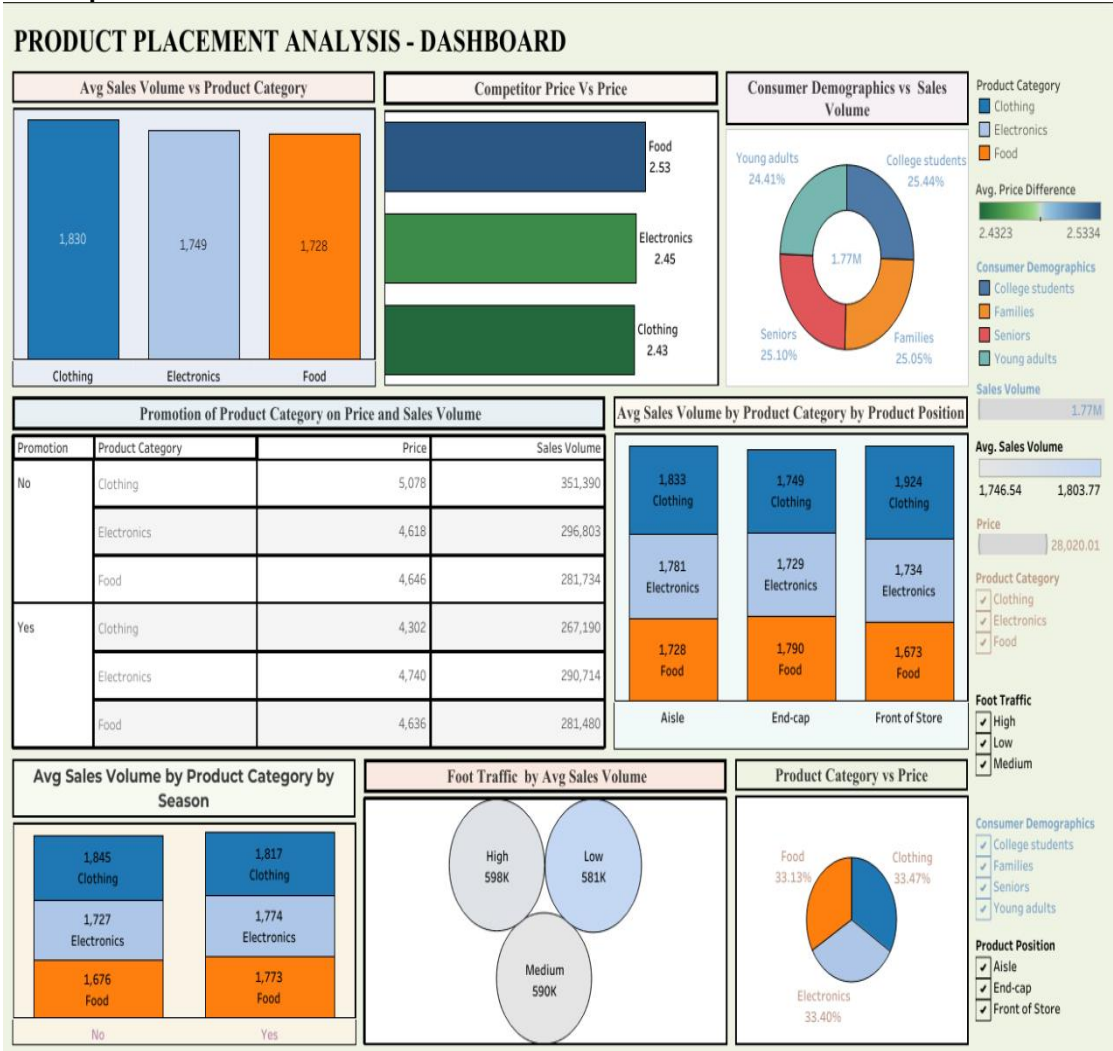 PRODUCT PLACEMENT ANALYSIS - DASHBOARD
Avg Sales Volume vs Product Category
1,830
1,749
1,728
Clothing
Electronics
Food
Competitor Price Vs Price
Food
2.53
Electronics
2.45
Clothing
2.43
Consumer Demographics vs Sales
Volume
Young adults
24.41%
College students
25.44%
1.77M
Seniors
25.10%
Families
25.05%
Product Category
Clothing
Electronics
Food
Avg. Price Difference
2.4323 2.5334
Consumer Demographics
College students
Families
Seniors
Young adults
Sales Volume
1.77M
Avg. Sales Volume
1,746.54 1,803.77
Price
28,020.01
Product Category
Clothing
Electronics
Food
Foot Traffic
High
Low
Medium
Consumer Demographics
College students
Families
Seniors
Young adults
Product Position
Aisle
End-cap
Front of Store
Promotion of Product Category on Price and Sales Volume
Promotion Product Category Price Sales Volume
No Clothing 5,078 351,390
Electronics 4,618 296,803
Food 4,646 281,734
Yes Clothing 4,302 267,190
Electronics 4,740 290,714
Food 4,636 281,480
Avg Sales Volume by Product Category by Product Position
1,833
Clothing
1,749
Clothing
1,924
Clothing
1,781
Electronics
1,729
Electronics
1,734
Electronics
1,728
Food
1,790
Food
1,673
Food
Aisle
End-cap
Front of Store
Avg Sales Volume by Product Category by
Season
1,845
Clothing
1,817
Clothing
1,727
Electronics
1,774
Electronics
1,676
Food
1,773
Food
No
Yes
Foot Traffic by Avg Sales Volume
High
598K
Low
581K
Medium
590K
Product Category vs Price
Food
33.13%
Clothing
33.47%
Electronics
33.40%